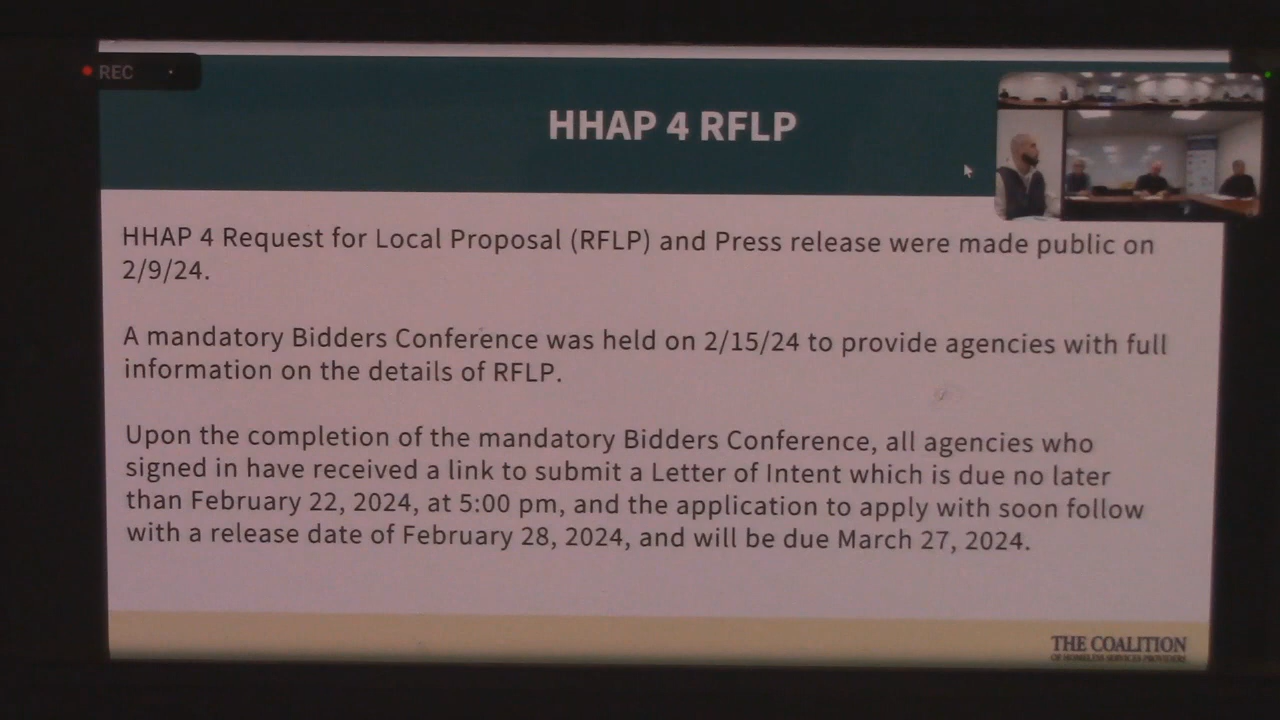 REC
HHAP 4 RFLP
HHAP 4 Request for Local Proposal (RFLP) and Press release were made public on
2/9/24.
A mandatory Bidders Conference was held on 2/15/24 to provide agencies with full
information on the details of RFLP.
Upon the completion of the mandatory Bidders Conference, all agencies who
signed in have received a link to submit a Letter of Intent which is due no later
than February 22, 2024, at 5:00 pm, and the application to apply with soon follow
with a release date of February 28, 2024, and will be due March 27, 2024.
THE COALITION
OF HOMELESS SERVICES PROVIDERS